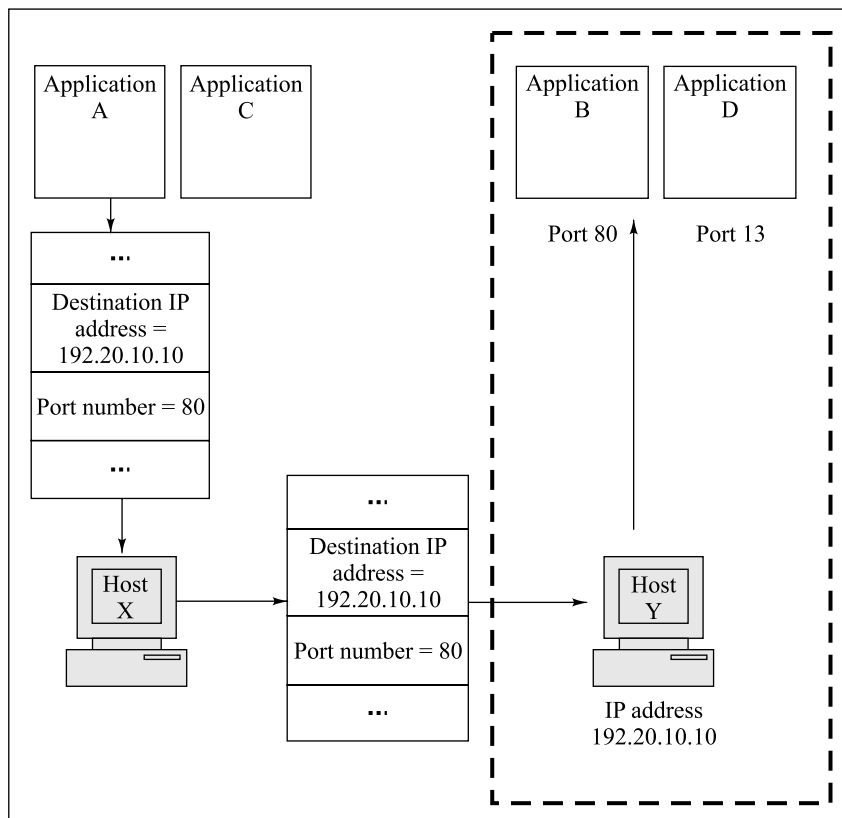 Application
A
Application
C
Application
B
Application
D
Port 80
Port 13
...
Destination IP
address =
192.20.10.10
Port number = 80
...
Host
X
...
Destination IP
address =
192.20.10.10
Port number = 80
...
Host
Y
IP address
192.20.10.10